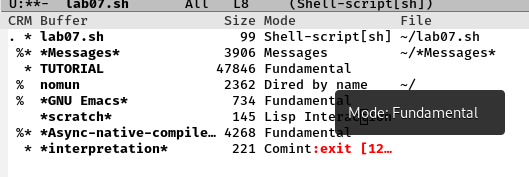 U:**- lab07.sh All L8 (Shell-script[sh])
CRM Buffer Size Mode File
. * lab07.sh 99 Shell-script[sh] ~/lab07.sh
%* *Messages* 3906 Messages ~/*Messages*
* TUTORIAL 47846 Fundamental
% nomun 2362 Dired by name ~/
% *GNU Emacs* 734 Fundamental
*scratch* 145 Lisp Interaction
%* *Async-native-compile… 4268 Fundamental
* *interpretation* 221 Comint:exit [12…
Mode: Fundamental